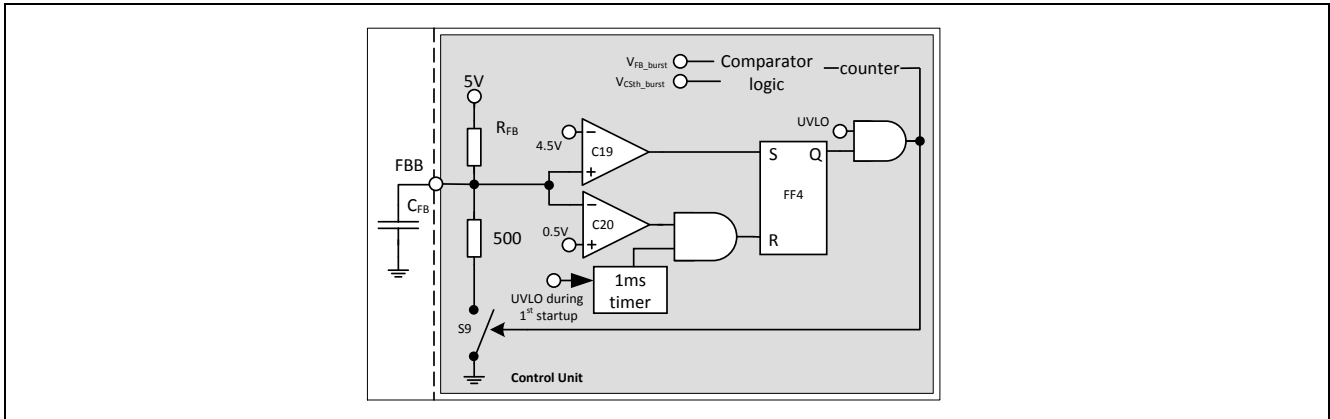 V_FB_burst
Comparator logic
counter
V_CSth_burst
5V
UVLO
R_FB
4.5V
−
C19
+
S
Q
FBB
FF4
C_FB
−
C20
500
0.5V
+
R
1ms timer
UVLO during
1st startup
S9
Control Unit